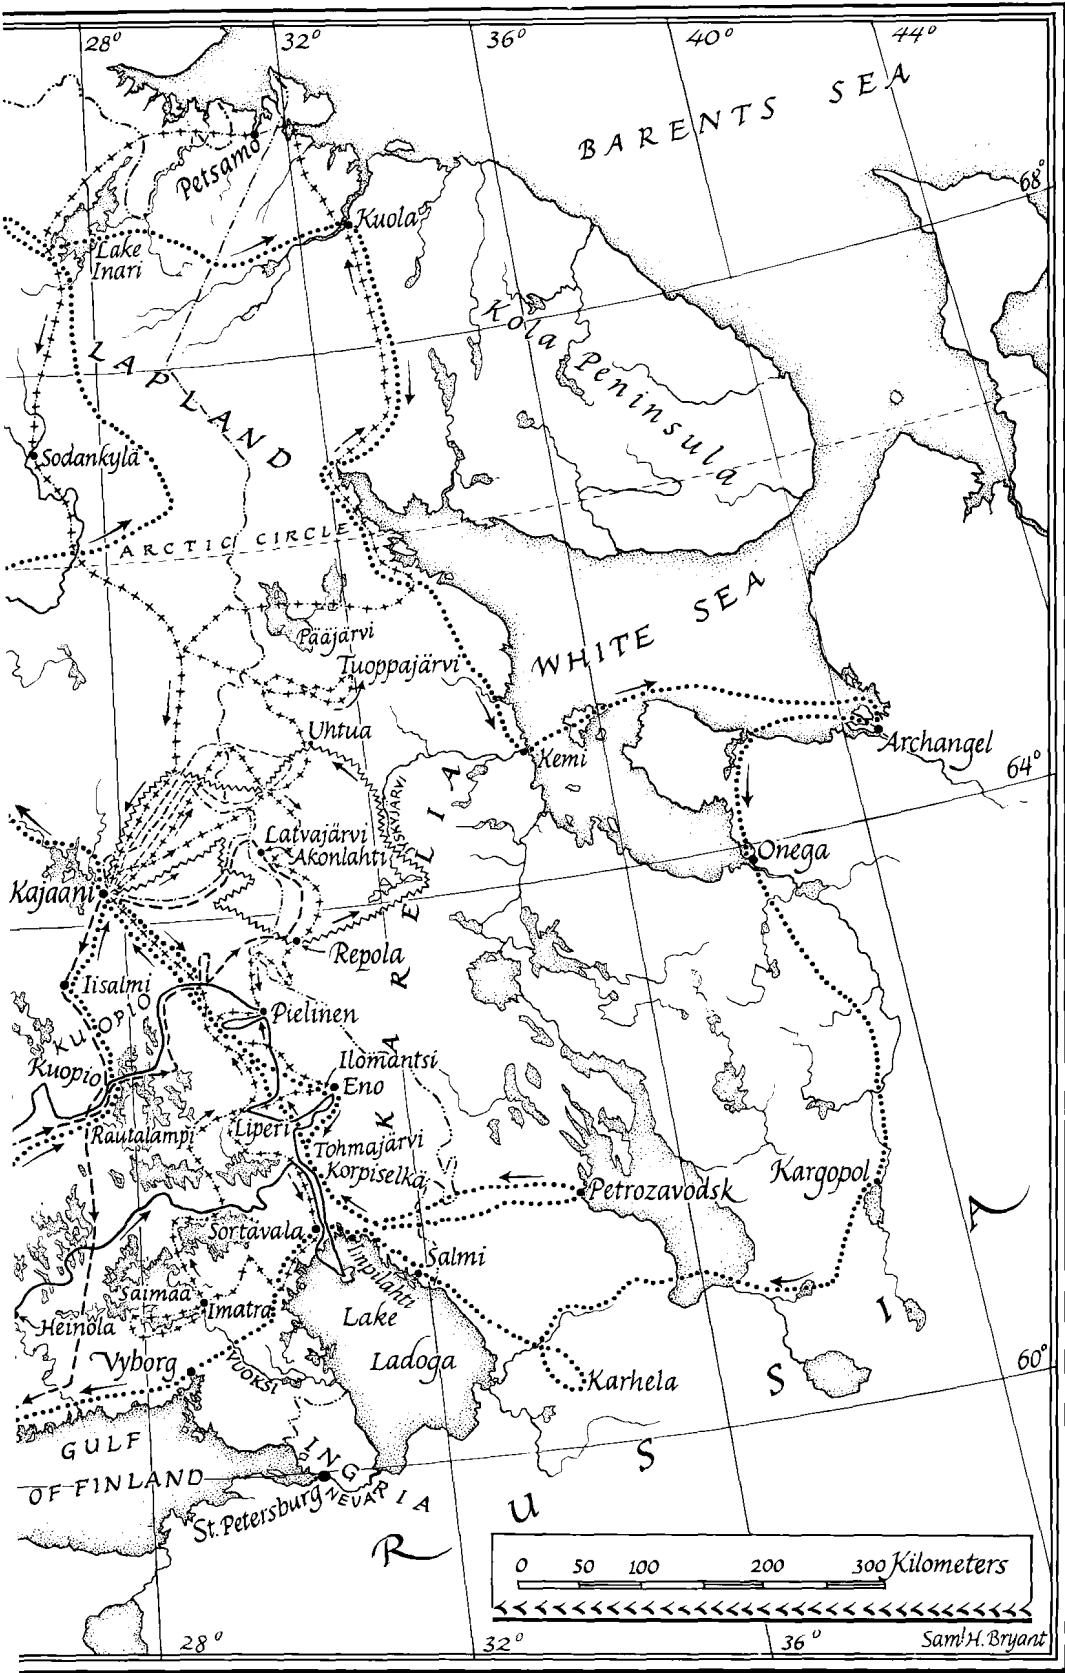 28°
32°
36°
40°
44°
BARENTS SEA
68°
Petsamo
Kuola
Lake
Inari
Kola Peninsula
LAPLAND
Sodankylä
ARCTIC CIRCLE
WHITE SEA
Pääjärvi
Tuoppajärvi
Uhtua
Kemi
Archangel
64°
Latvajärvi
Akonlahti
Onega
Kajaani
KARELIA
Repola
Iisalmi
KUOPIO
Pielinen
Kuopio
Ilomantsi
Eno
Rautalampi
Liperi
Tohmajärvi
Korpiselkä
Kargopol
Petrozavodsk
Sortavala
Impilahti
Salmi
Saimaa
Imatra
Lake
Ladoga
Heinola
Vyborg
VUOKSI
Karhela
60°
GULF
OF FINLAND
INGRIA
NEVA
St. Petersburg
RUSSIA
0 50 100 200 300 Kilometers
28°
32°
36°
Saml H. Bryant